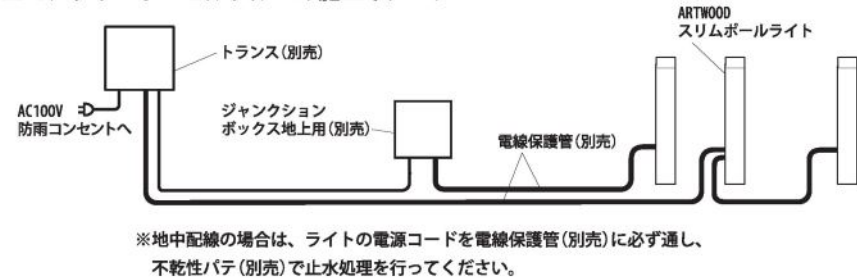 トランス(別売)
AC100V
防雨コンセントへ
ジャンクション
ボックス地上用(別売)
電線保護管(別売)
ARTWOOD
スリムポールライト
※地中配線の場合は、ライトの電源コードを電線保護管(別売)に必ず通し、
不乾性パテ(別売)で止水処理を行ってください。